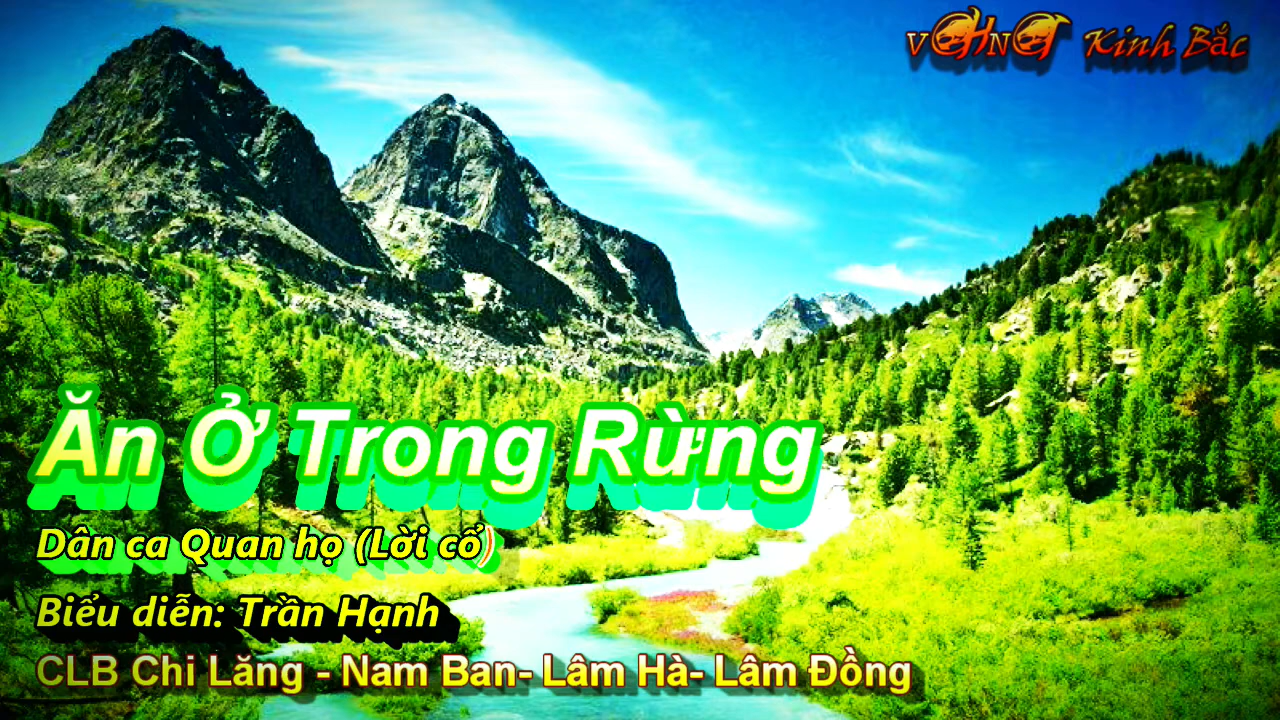 VHN Kinh Bắc
Ăn Ở Trong Rừng
Dân ca Quan họ (Lời cổ)
Biểu diễn: Trần Hạnh
CLB Chi Lăng - Nam Ban- Lâm Hà- Lâm Đồng